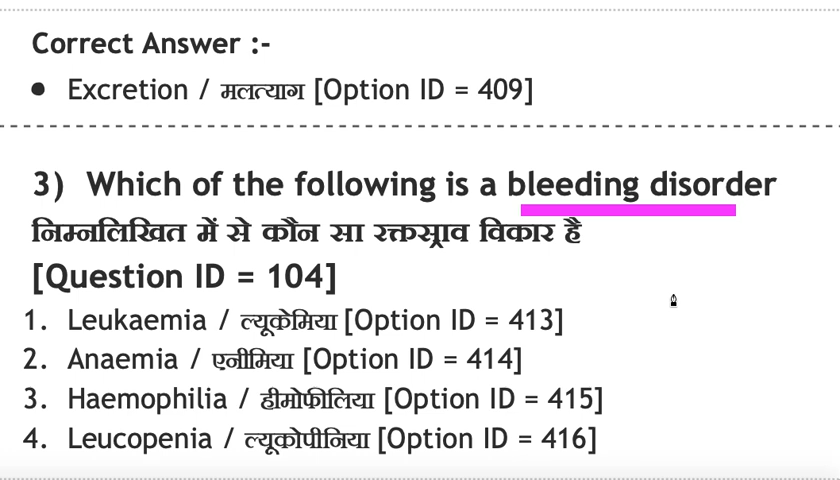 Correct Answer :-
• Excretion / मलत्याग [Option ID = 409]
3) Which of the following is a bleeding disorder
निम्नलिखित में से कौन सा रक्तस्राव विकार है
[Question ID = 104]
1. Leukaemia / ल्यूकेमिया [Option ID = 413]
2. Anaemia / एनीमिया [Option ID = 414]
3. Haemophilia / हीमोफीलिया [Option ID = 415]
4. Leucopenia / ल्यूकोपीनिया [Option ID = 416]